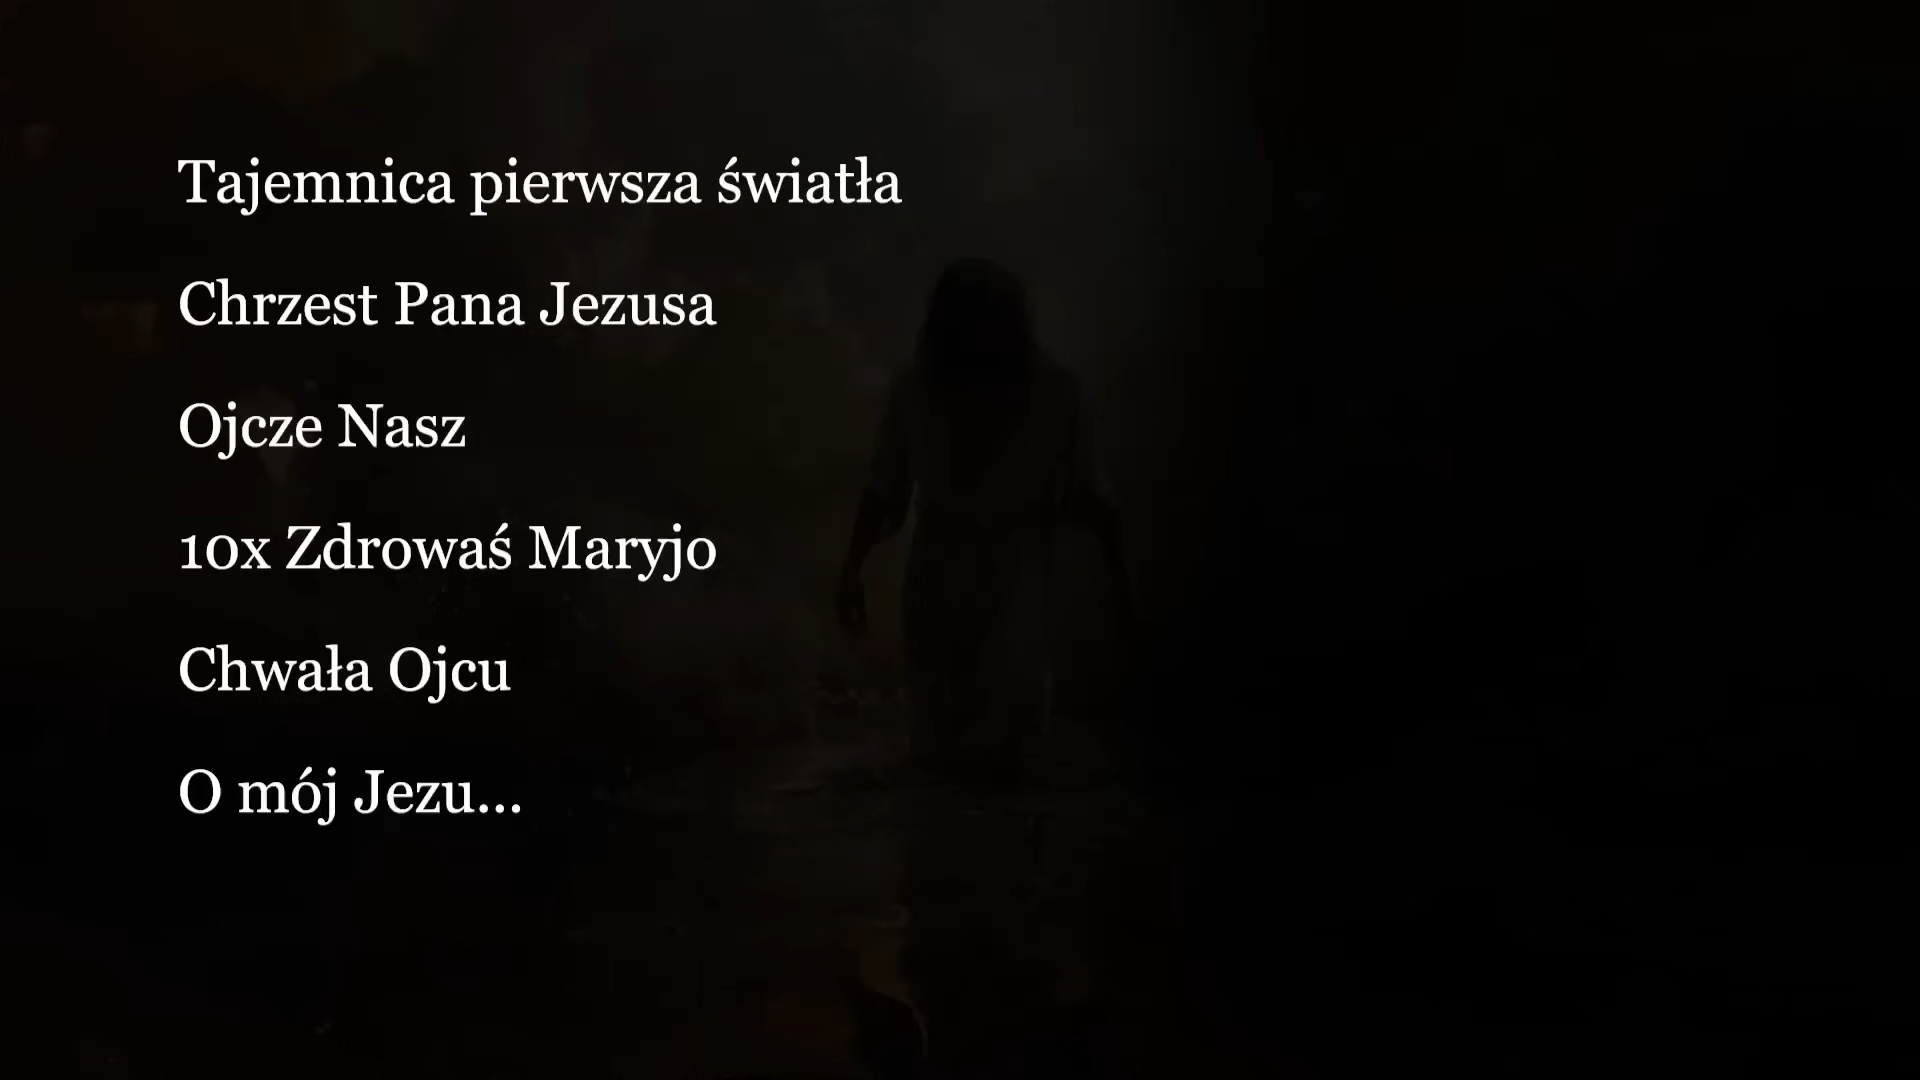 Tajemnica pierwsza światła
Chrzest Pana Jezusa
Ojcze Nasz
10x Zdrowaś Maryjo
Chwała Ojcu
O mój Jezu...